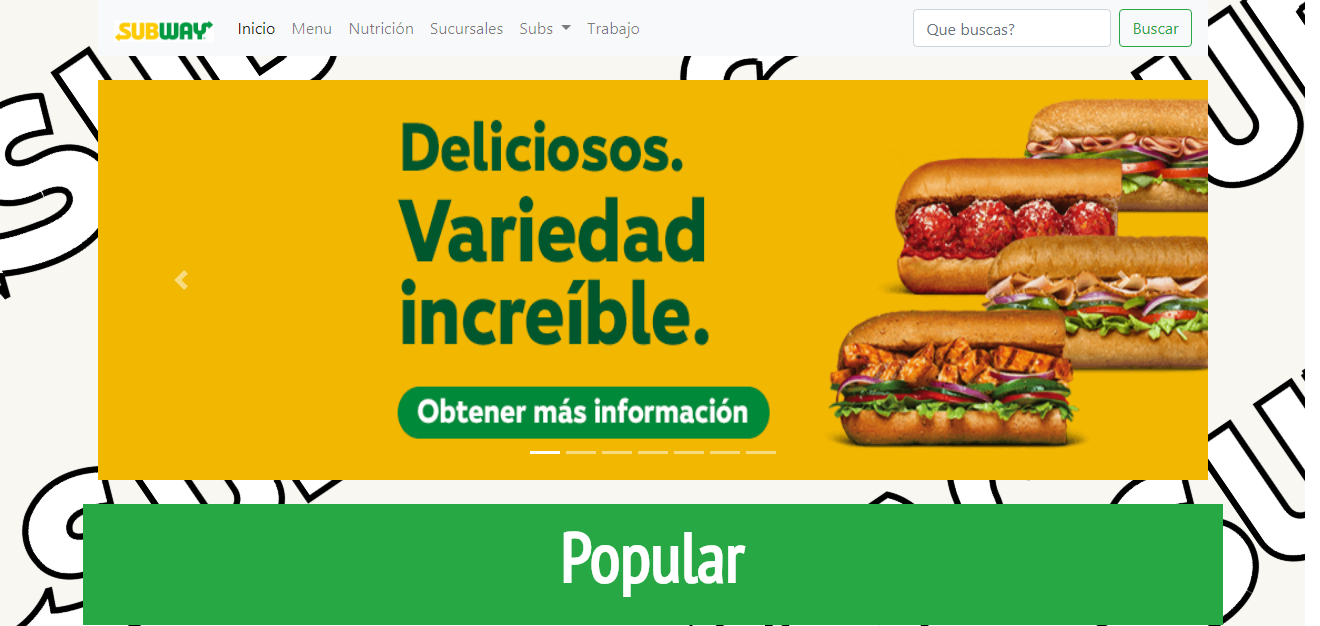 SUBWAY
Inicio
Menu
Nutrición
Sucursales
Subs
Trabajo
Que buscas?
Buscar
Deliciosos.
Variedad
increíble.
Obtener más información
Popular